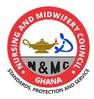 NURSING AND MIDWIFERY COUNCIL
N&MC
GHANA
STANDARDS, PROTECTION AND SERVICE